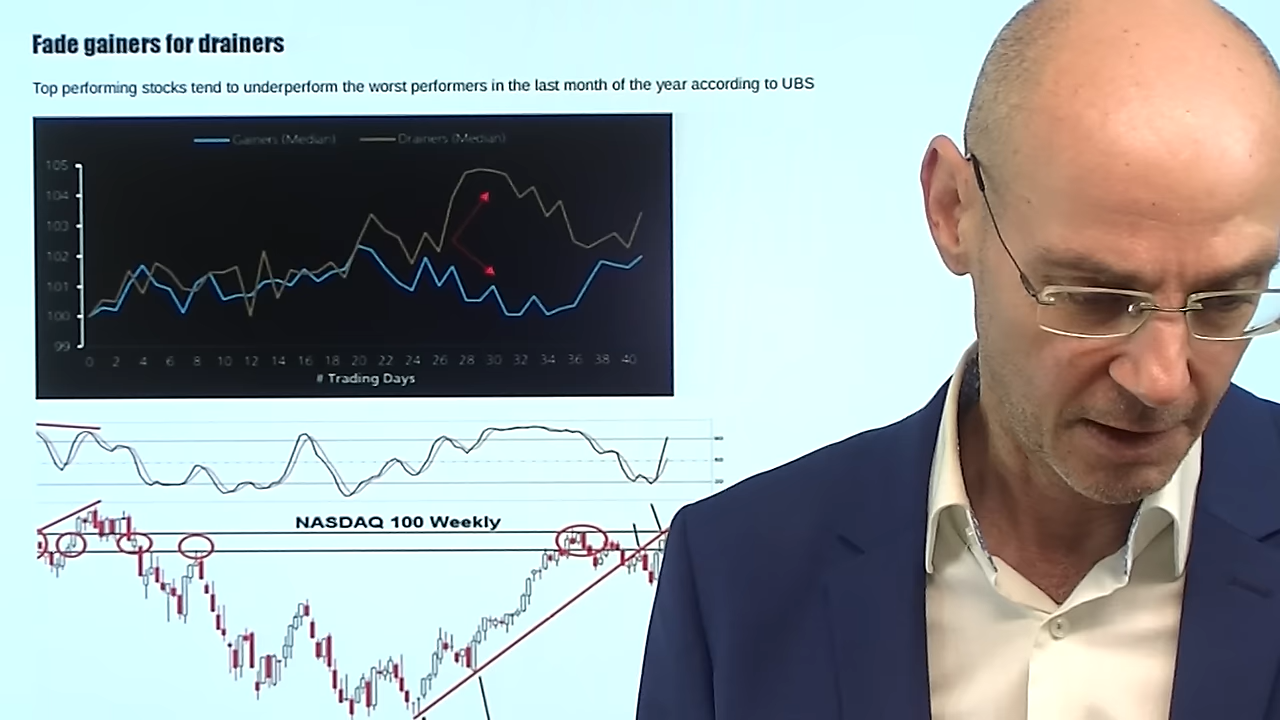 Fade gainers for drainers
Top performing stocks tend to underperform the worst performers in the last month of the year according to UBS
Gainers (Median) Drainers (Median)
105
104
103
102
101
100
99
0 2 4 6 8 10 12 14 16 18 20 22 24 26 28 30 32 34 36 38 40
# Trading Days
NASDAQ 100 Weekly